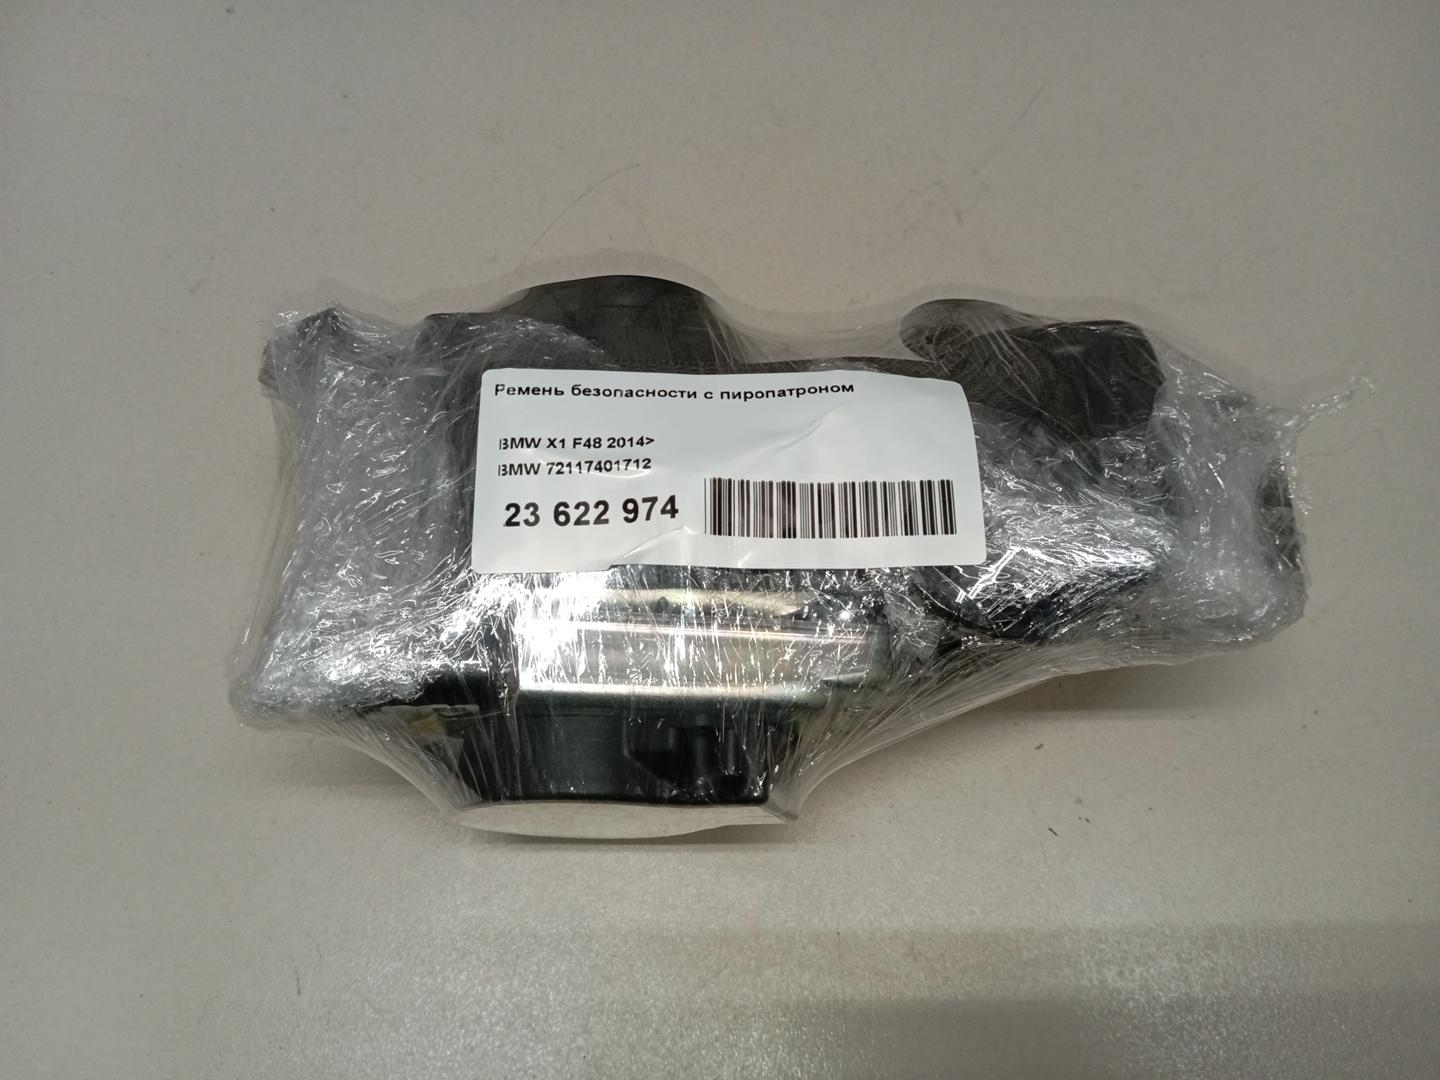 Ремень безопасности с пиропатроном
BMW X1 F48 2014>
BMW 72117401712
23 622 974